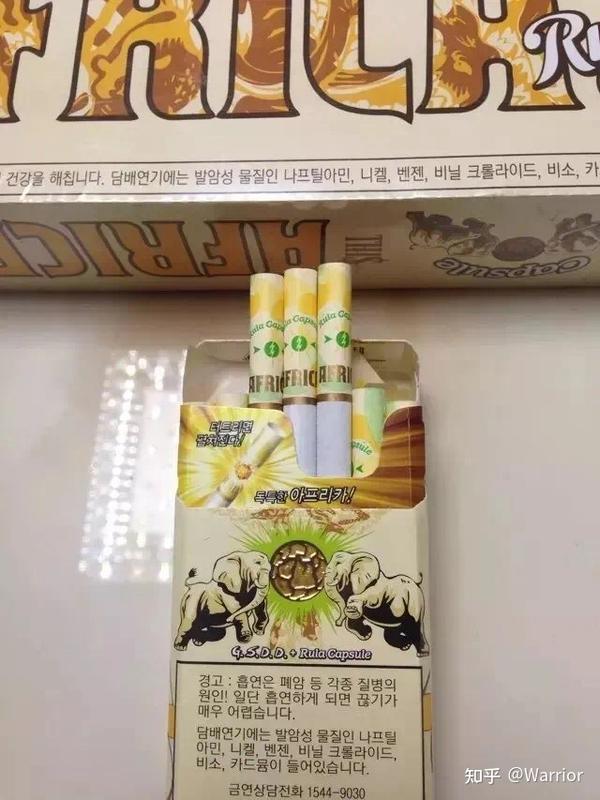 AFRICA
건강을 해칩니다. 담배연기에는 발암성 물질인 나프틸아민, 니켈, 벤젠, 비닐 크롤라이드, 비소, 카
THIS AFRICA
Capsule
Rula Capsule
AFRIC
터트리면
펼쳐진다!
독특한 아프리카!
G.S.D.D. + Rula Capsule
경고 : 흡연은 폐암 등 각종 질병의
원인! 일단 흡연하게 되면 끊기가
매우 어렵습니다.
담배연기에는 발암성 물질인 나프틸
아민, 니켈, 벤젠, 비닐 크롤라이드,
비소, 카드뮴이 들어있습니다.
금연상담전화 1544-9030
知乎 @Warrior